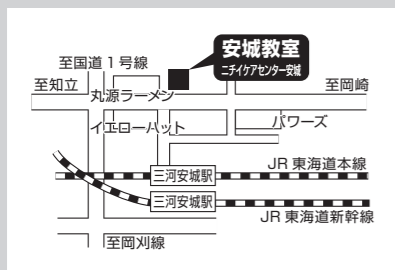 安城教室
ニチイケアセンター安城
至国道1号線
至知立
丸源ラーメン
至岡崎
イエローハット
パワーズ
JR 東海道本線
三河安城駅
三河安城駅
JR 東海道新幹線
至岡刈線